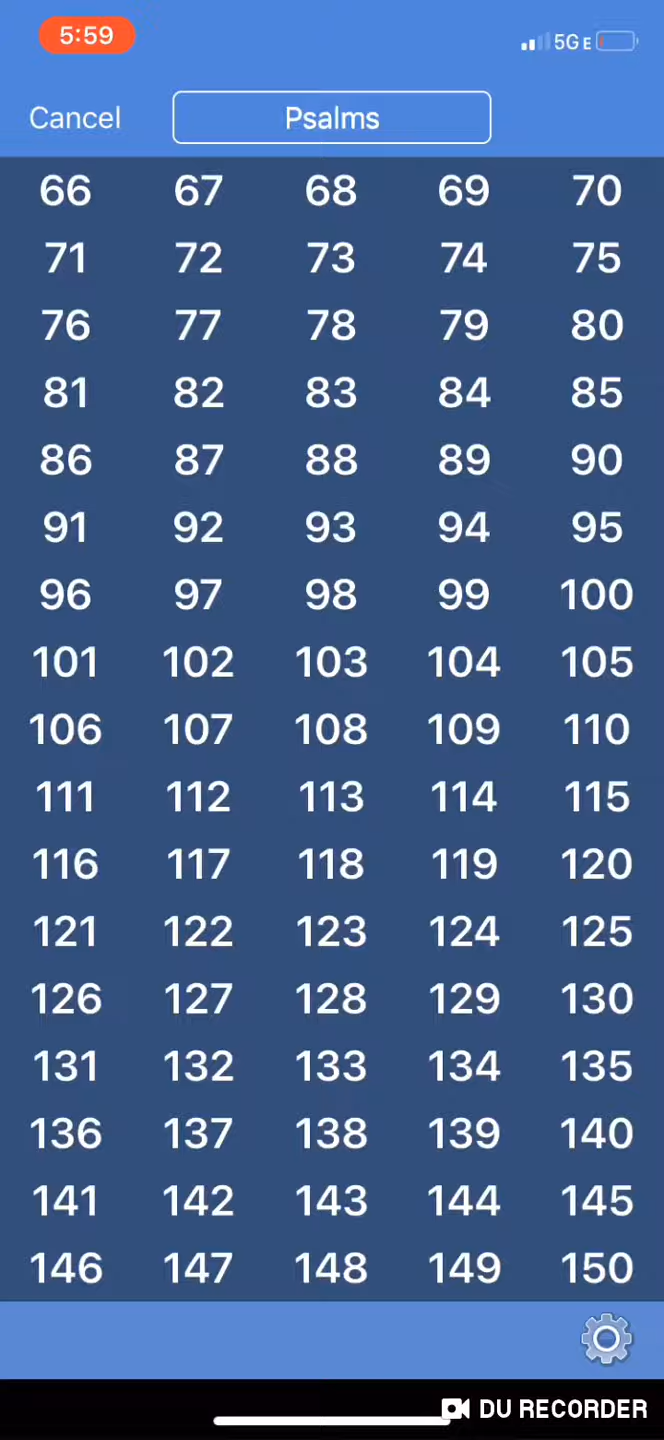 5:59 5GE
Cancel Psalms
66 67 68 69 70
71 72 73 74 75
76 77 78 79 80
81 82 83 84 85
86 87 88 89 90
91 92 93 94 95
96 97 98 99 100
101 102 103 104 105
106 107 108 109 110
111 112 113 114 115
116 117 118 119 120
121 122 123 124 125
126 127 128 129 130
131 132 133 134 135
136 137 138 139 140
141 142 143 144 145
146 147 148 149 150
DU RECORDER